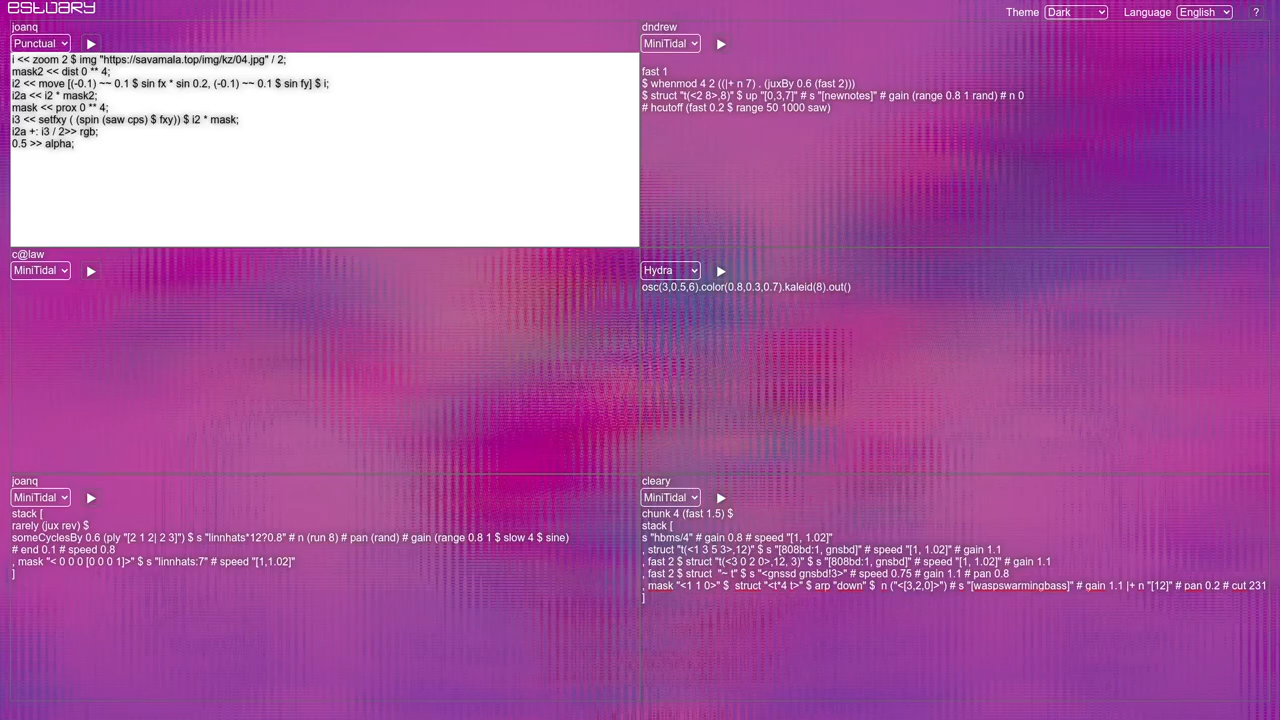 estuary
Theme Dark Language English ?
joanq
Punctual
i << zoom 2 $ img "https://savamala.top/img/kz/04.jpg" / 2;
mask2 << dist 0 ** 4;
i2 << move [(-0.1) ~~ 0.1 $ sin fx * sin 0.2, (-0.1) ~~ 0.1 $ sin fy] $ i;
i2a << i2 * mask2;
mask << prox 0 ** 4;
i3 << setfxy ( (spin (saw cps) $ fxy)) $ i2 * mask;
i2a +: i3 / 2>> rgb;
0.5 >> alpha;
dndrew
MiniTidal
fast 1
$ whenmod 4 2 ((|+ n 7) . (juxBy 0.6 (fast 2)))
$ struct "t(<2 8>,8)" $ up "[0,3,7]" # s "[newnotes]" # gain (range 0.8 1 rand) # n 0
# hcutoff (fast 0.2 $ range 50 1000 saw)
c@law
MiniTidal
Hydra
osc(3,0.5,6).color(0.8,0.3,0.7).kaleid(8).out()
joanq
MiniTidal
stack [
rarely (jux rev) $
someCyclesBy 0.6 (ply "[2 1 2| 2 3]") $ s "linnhats*12?0.8" # n (run 8) # pan (rand) # gain (range 0.8 1 $ slow 4 $ sine)
# end 0.1 # speed 0.8
, mask "< 0 0 0 [0 0 0 1]>" $ s "linnhats:7" # speed "[1,1.02]"
]
cleary
MiniTidal
chunk 4 (fast 1.5) $
stack [
s "hbms/4" # gain 0.8 # speed "[1, 1.02]"
, struct "t(<1 3 5 3>,12)" $ s "[808bd:1, gnsbd]" # speed "[1, 1.02]" # gain 1.1
, fast 2 $ struct "t(<3 0 2 0>,12, 3)" $ s "[808bd:1, gnsbd]" # speed "[1, 1.02]" # gain 1.1
, fast 2 $ struct "~ t" $ s "<gnssd gnsbd!3>" # speed 0.75 # gain 1.1 # pan 0.8
, mask "<1 1 0>" $ struct "<t*4 t>" $ arp "down" $ n ("<[3,2,0]>") # s "[waspswarmingbass]" # gain 1.1 |+ n "[12]" # pan 0.2 # cut 231
]